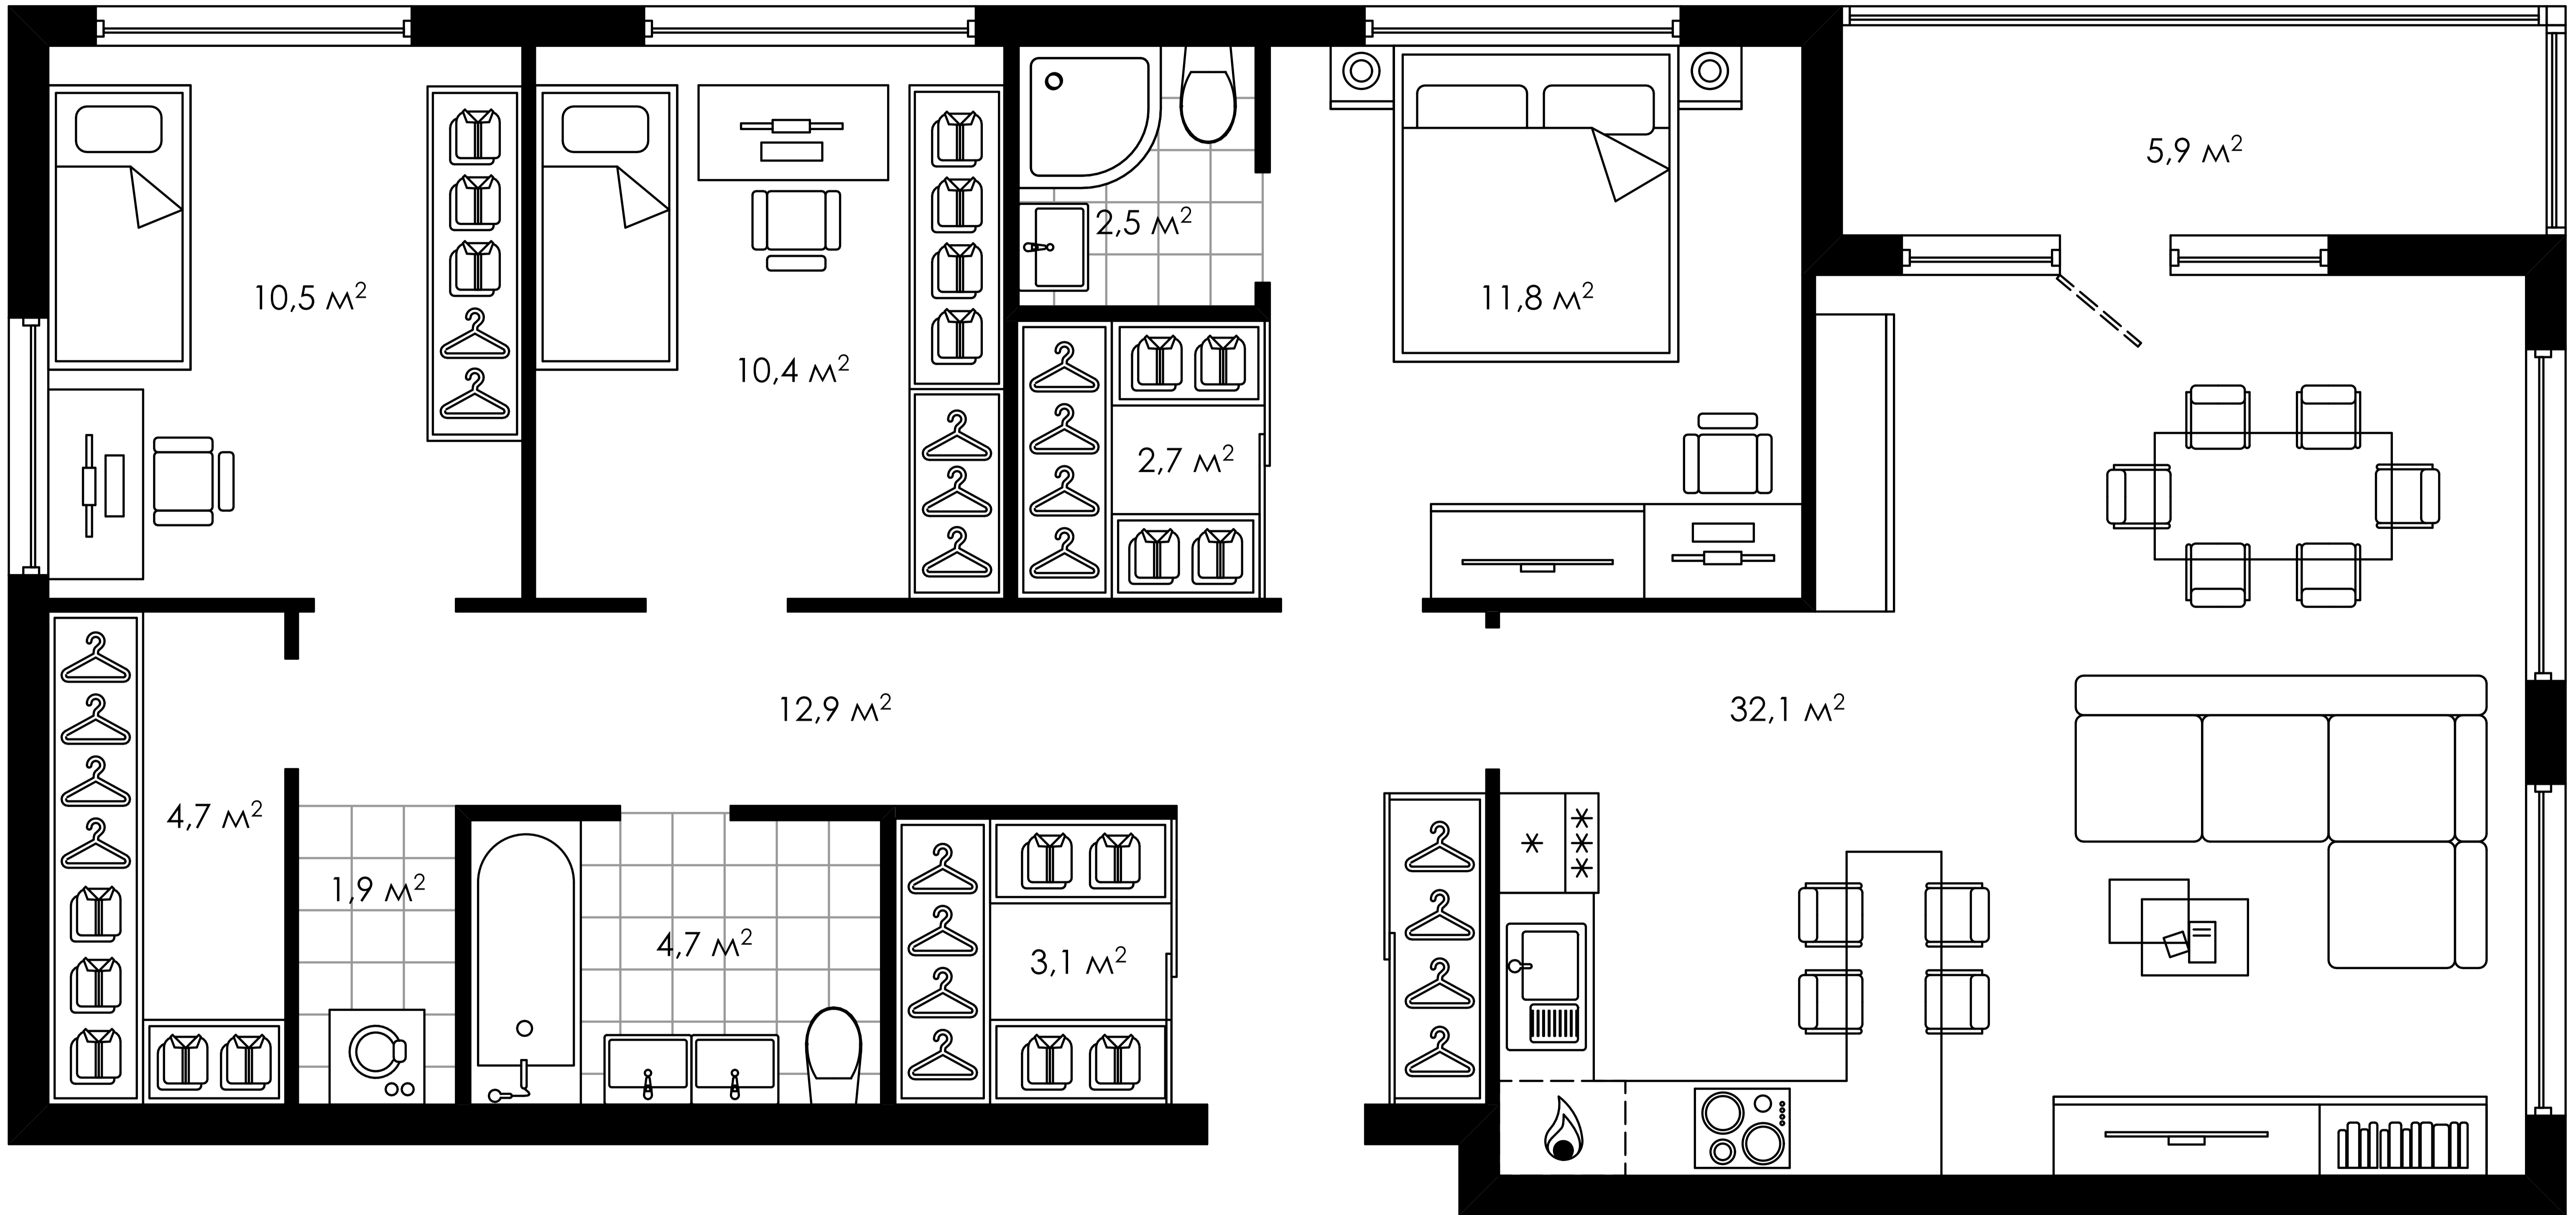 5,9 м²
2,5 м²
10,5 м²
11,8 м²
10,4 м²
2,7 м²
12,9 м²
32,1 м²
4,7 м²
1,9 м²
4,7 м²
3,1 м²